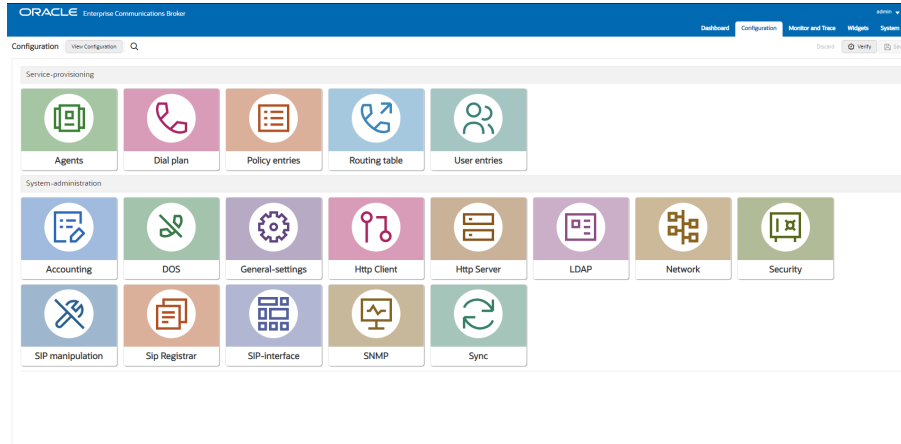 ORACLE Enterprise Communications Broker
admin
Dashboard Configuration Monitor and Trace Widgets System
Configuration View Configuration Discard Verify
Service-provisioning
Agents Dial plan Policy entries Routing table User entries
System-administration
Accounting DOS General-settings Http Client Http Server LDAP Network Security
SIP manipulation Sip Registrar SIP-interface SNMP Sync